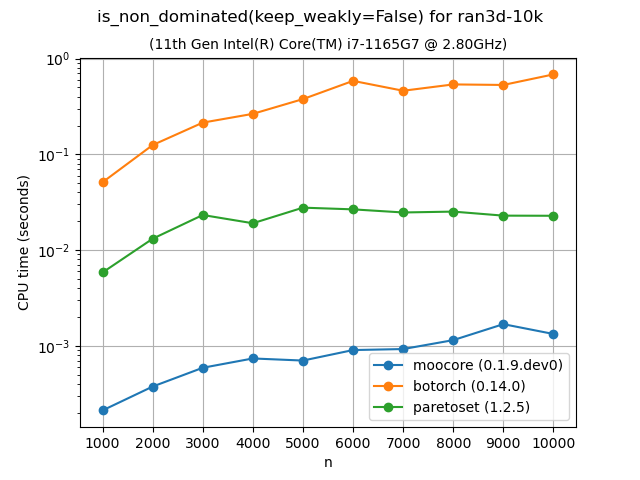 is_non_dominated(keep_weakly=False) for ran3d-10k
(11th Gen Intel(R) Core(TM) i7-1165G7 @ 2.80GHz)
CPU time (seconds)
10⁰
10⁻¹
10⁻²
10⁻³
moocore (0.1.9.dev0)
botorch (0.14.0)
paretoset (1.2.5)
1000 2000 3000 4000 5000 6000 7000 8000 9000 10000
n